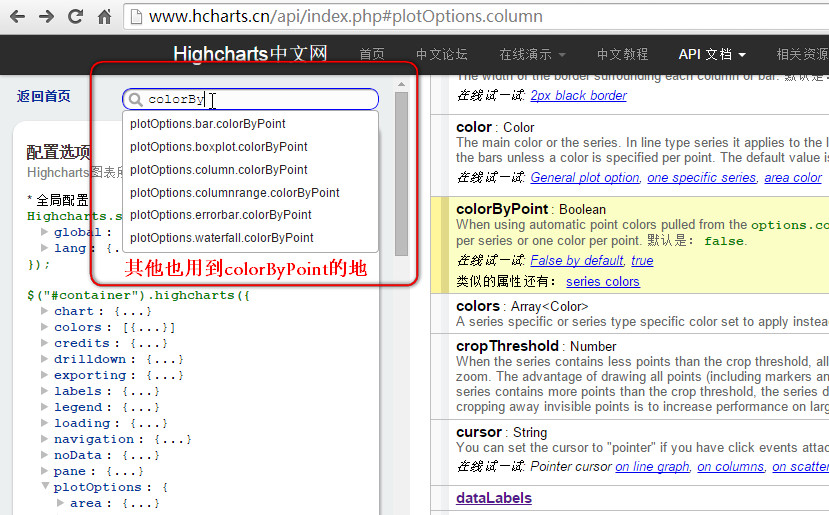 www.hcharts.cn/api/index.php#plotOptions.column
Highcharts中文网 首页 中文论坛 在线演示 中文教程 API 文档 相关资源
返回首页
colorBy
plotOptions.bar.colorByPoint
plotOptions.boxplot.colorByPoint
plotOptions.column.colorByPoint
plotOptions.columnrange.colorByPoint
plotOptions.errorbar.colorByPoint
plotOptions.waterfall.colorByPoint
其他也用到colorByPoint的地
配置选项
Highcharts图表
* 全局配置
Highcharts.s
global :
lang : {..
});
$("#container").highcharts({
chart : {...}
colors : [{...}]
credits : {...}
drilldown : {...}
exporting : {...}
labels : {...}
legend : {...}
loading : {...}
navigation : {...}
noData : {...}
pane : {...}
plotOptions : {
area : {...}
The width of the border surrounding each column or bar. 默认是:
在线试一试: 2px black border
color : Color
The main color or the series. In line type series it applies to the l
the bars unless a color is specified per point. The default value is
在线试一试: General plot option, one specific series, area color
colorByPoint : Boolean
When using automatic point colors pulled from the options.co
per series or one color per point. 默认是: false.
在线试一试: False by default, true
类似的属性还有: series colors
colors : Array<Color>
A series specific or series type specific color set to apply instea
cropThreshold : Number
When the series contains less points than the crop threshold, all
zoom. The advantage of drawing all points (including markers an
series contains more points than the crop threshold, the series d
cropping away invisible points is to increase performance on larg
cursor : String
You can set the cursor to "pointer" if you have click events attac
在线试一试: Pointer cursor on line graph, on columns, on scatter
dataLabels